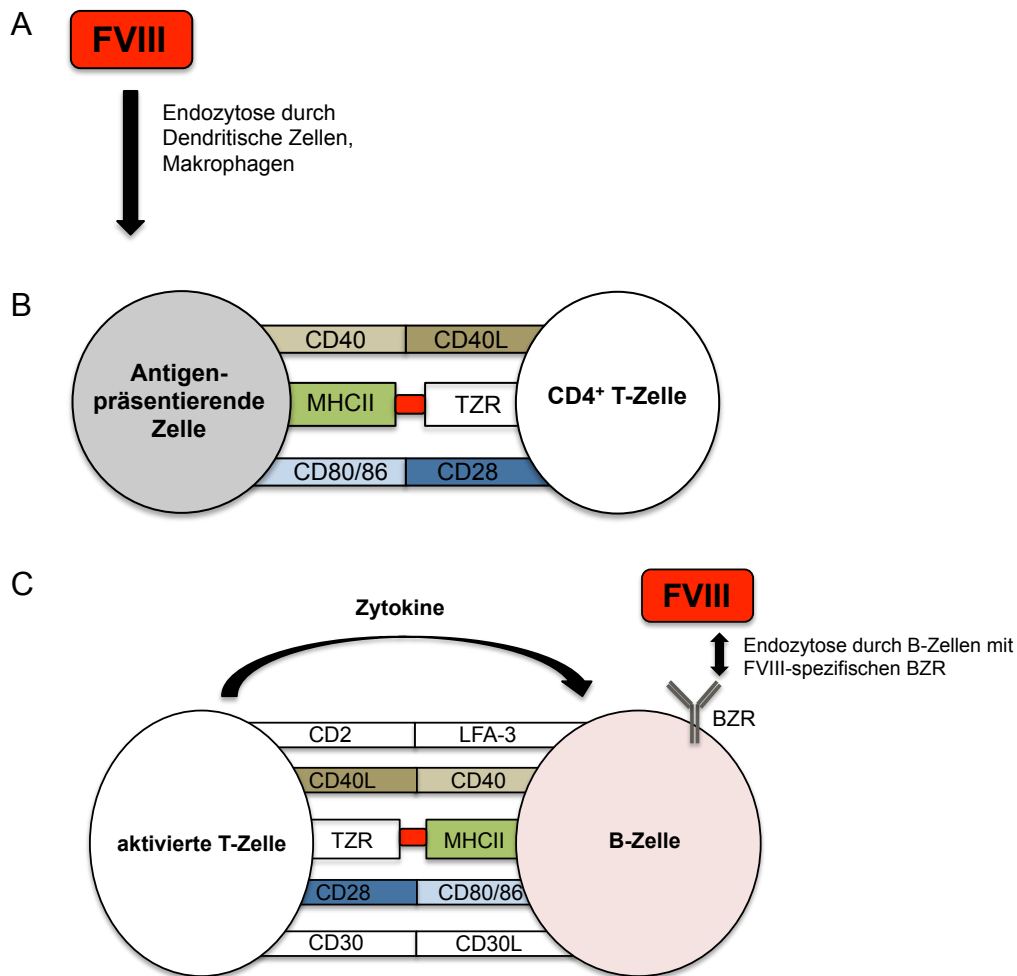 A
FVIII
Endozytose durch
Dendritische Zellen,
Makrophagen
B
CD40
CD40L
Antigen-
präsentierende
Zelle
MHCII
TZR
CD4⁺ T-Zelle
CD80/86
CD28
C
FVIII
Zytokine
Endozytose durch B-Zellen mit
FVIII-spezifischen BZR
BZR
CD2
LFA-3
CD40L
CD40
aktivierte T-Zelle
TZR
MHCII
B-Zelle
CD28
CD80/86
CD30
CD30L